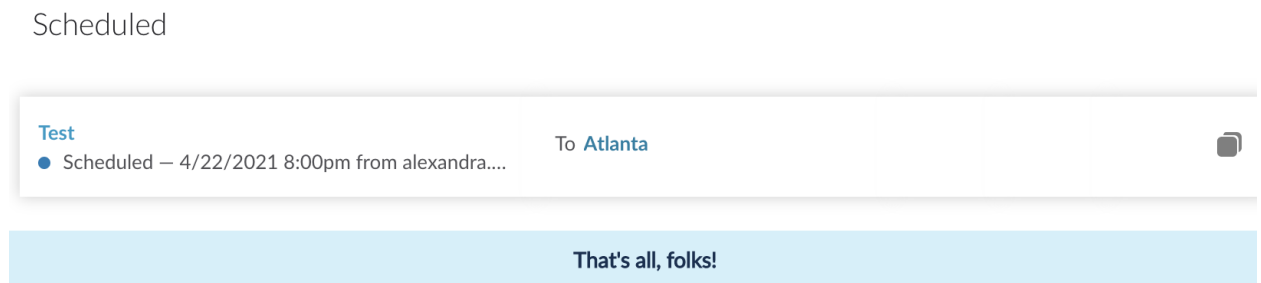 Scheduled
Test
Scheduled — 4/22/2021 8:00pm from alexandra....
To Atlanta
That's all, folks!